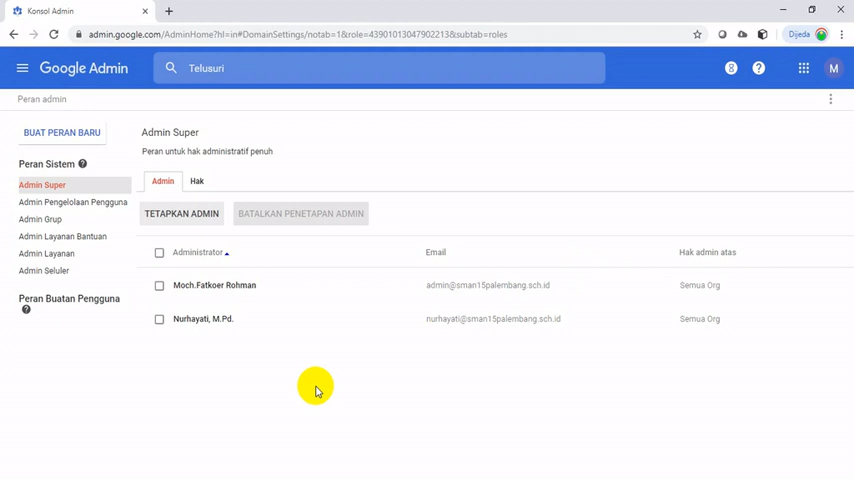 Konsol Admin
admin.google.com/AdminHome?hl=in#DomainSettings/notab=1&role=43901013047902213&subtab=roles
Dijeda
Google Admin
Telusuri
M
Peran admin
BUAT PERAN BARU
Peran Sistem
Admin Super
Admin Pengelolaan Pengguna
Admin Grup
Admin Layanan Bantuan
Admin Layanan
Admin Seluler
Peran Buatan Pengguna
Admin Super
Peran untuk hak administratif penuh
Admin Hak
TETAPKAN ADMIN BATALKAN PENETAPAN ADMIN
Administrator Email Hak admin atas
Moch.Fatkoer Rohman admin@sman15palembang.sch.id Semua Org
Nurhayati, M.Pd. nurhayati@sman15palembang.sch.id Semua Org